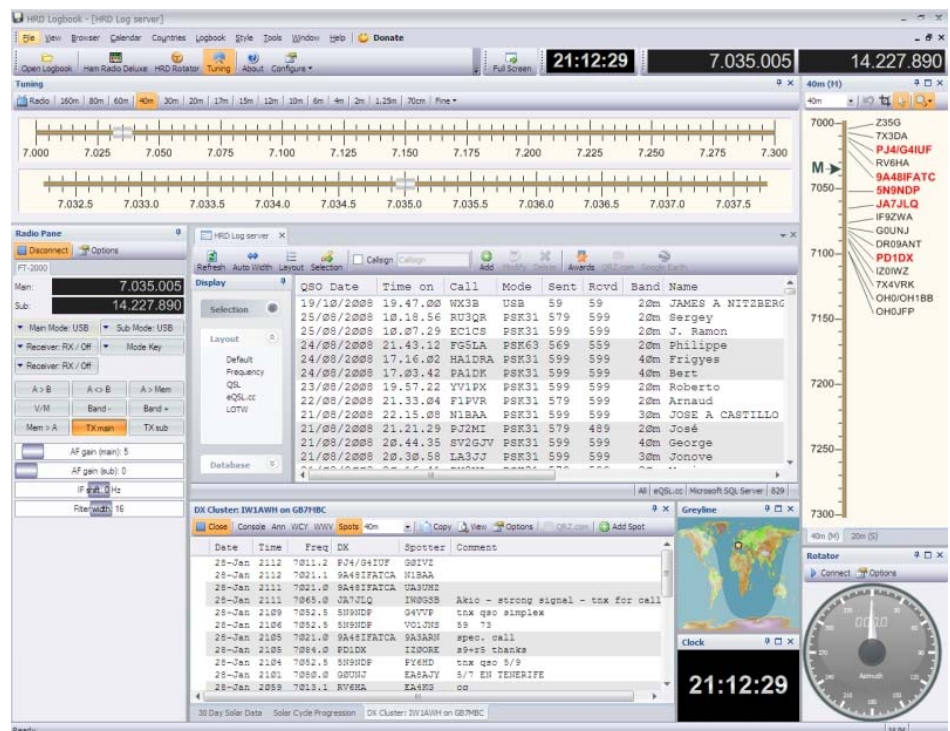 HRD Logbook - [HRD Log server]
File View Browser Calendar Countries Logbook Style Tools Window Help Donate
Open Logbook Ham Radio Deluxe HRD Rotator Tuning About Configure Full Screen 21:12:29 7.035.005 14.227.890
Tuning
Radio 160m 80m 60m 40m 30m 20m 17m 15m 12m 10m 6m 4m 2m 1.25m 70cm Fine
7.000 7.025 7.050 7.075 7.100 7.125 7.150 7.175 7.200 7.225 7.250 7.275 7.300
7.032.5 7.033.0 7.033.5 7.034.0 7.034.5 7.035.0 7.035.5 7.036.0 7.036.5 7.037.0 7.037.5
40m (M)
40m
7000
7050
7100
7150
7200
7250
7300
M
Z35G
7X3DA
PJ4/G4IUF
RV6HA
9A48IFATC
5N9NDP
JA7JLQ
IF9ZWA
G0UNJ
DR09ANT
PD1DX
IZ0IWZ
7X4VRK
OH0/OH1BB
OH0JFP
40m (M) 20m (S)
Radio Pane
Disconnect Options
FT-2000
Main: 7.035.005
Sub: 14.227.890
Main Mode: USB Sub Mode: USB
Receiver: RX / Off Mode Key
Receiver: RX / Off
A > B A <> B A > Mem
V/M Band - Band +
Mem > A TX main TX sub
AF gain (main): 5
AF gain (sub): 0
IF shift: 0 Hz
Filter width: 16
HRD Log server
Refresh Auto Width Layout Selection Callsign Callsign Add Modify Delete Awards QRZ.com Google Earth
Display
Selection
Layout
Default
Frequency
QSL
eQSL.cc
LOTW
Database
QSO Date Time on Call Mode Sent Rcvd Band Name
19/10/2008 19.47.00 WX3B USB 59 59 20m JAMES A NITZBERG
25/08/2008 10.18.56 RU3QR PSK31 579 599 20m Sergey
25/08/2008 10.07.29 EC1CS PSK31 599 599 20m J. Ramon
24/08/2008 21.43.12 FG5LA PSK63 569 559 20m Philippe
24/08/2008 17.16.02 HA1DRA PSK31 599 599 40m Frigyes
24/08/2008 17.03.42 PA1DK PSK31 599 599 40m Bert
23/08/2008 19.57.22 YV1PX PSK31 599 599 20m Roberto
22/08/2008 21.33.04 F1PVR PSK31 579 599 20m Arnaud
21/08/2008 22.15.08 N1BAA PSK31 599 599 30m JOSE A CASTILLO
21/08/2008 21.21.29 PJ2MI PSK31 579 489 20m José
21/08/2008 20.44.35 SV2GJV PSK31 599 599 40m George
21/08/2008 20.30.58 LA3JJ PSK31 599 599 30m Jonove
All eQSL.cc Microsoft SQL Server 829
DX Cluster: IW1AWH on GB7MBC
Close Console Ann WCY WWV Spots 40m Copy View Options QRZ.com Add Spot
Date Time Freq DX Spotter Comment
28-Jan 2112 7011.2 PJ4/G4IUF G0IVZ
28-Jan 2112 7021.1 9A48IFATCA N1BAA
28-Jan 2111 7021.0 9A48IFATCA UA3UHZ
28-Jan 2111 7065.0 JA7JLQ IW0GSB Akio - strong signal - tnx for call
28-Jan 2109 7052.5 5N9NDP G4VVP tnx qso simplex
28-Jan 2106 7052.5 5N9NDP VO1JNS 59 73
28-Jan 2105 7021.0 9A48IFATCA 9A3ARN spec. call
28-Jan 2105 7084.0 PD1DX IZ0ORE s9+r5 thanks
28-Jan 2104 7052.5 5N9NDP PY6HD tnx qso 5/9
28-Jan 2101 7080.0 G0UNJ EA8AJY 5/7 EN TENERIFE
28-Jan 2059 7013.1 RV6HA EA4KG
30 Day Solar Data Solar Cycle Progression DX Cluster: IW1AWH on GB7MBC
Greyline
Clock
21:12:29
Rotator
Connect Options
000.0
Azimuth
Ready